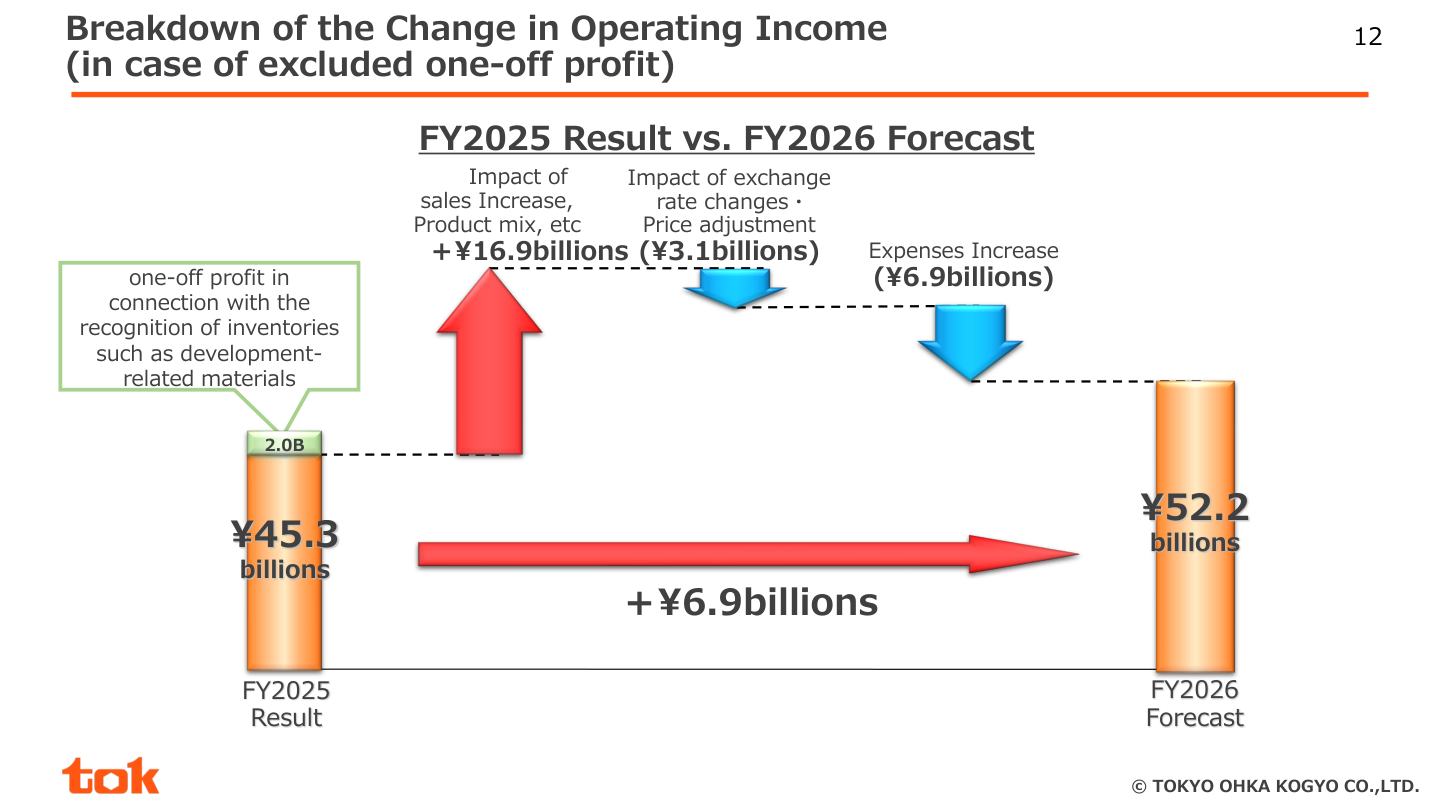 Breakdown of the Change in Operating Income
(in case of excluded one-off profit)
12
FY2025 Result vs. FY2026 Forecast
Impact of
sales Increase,
Product mix, etc
+¥16.9billions
Impact of exchange
rate changes・
Price adjustment
(¥3.1billions)
Expenses Increase
(¥6.9billions)
one-off profit in
connection with the
recognition of inventories
such as development-
related materials
2.0B
¥45.3
billions
¥52.2
billions
+¥6.9billions
FY2025
Result
FY2026
Forecast
tok
© TOKYO OHKA KOGYO CO.,LTD.